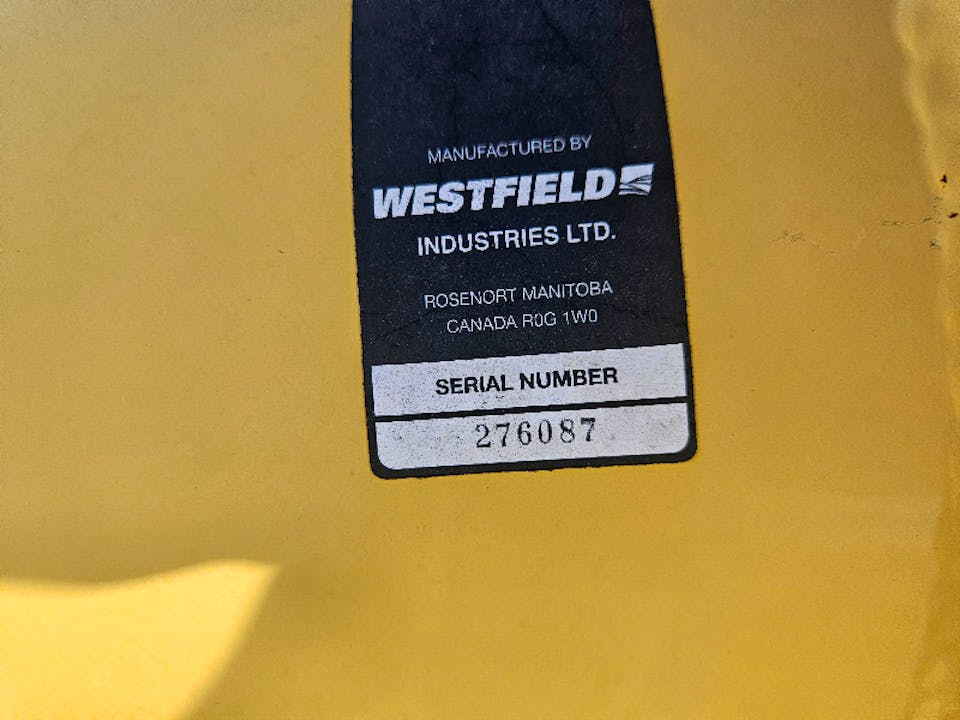 MANUFACTURED BY
WESTFIELD
INDUSTRIES LTD.
ROSENORT MANITOBA
CANADA R0G 1W0
SERIAL NUMBER
276087